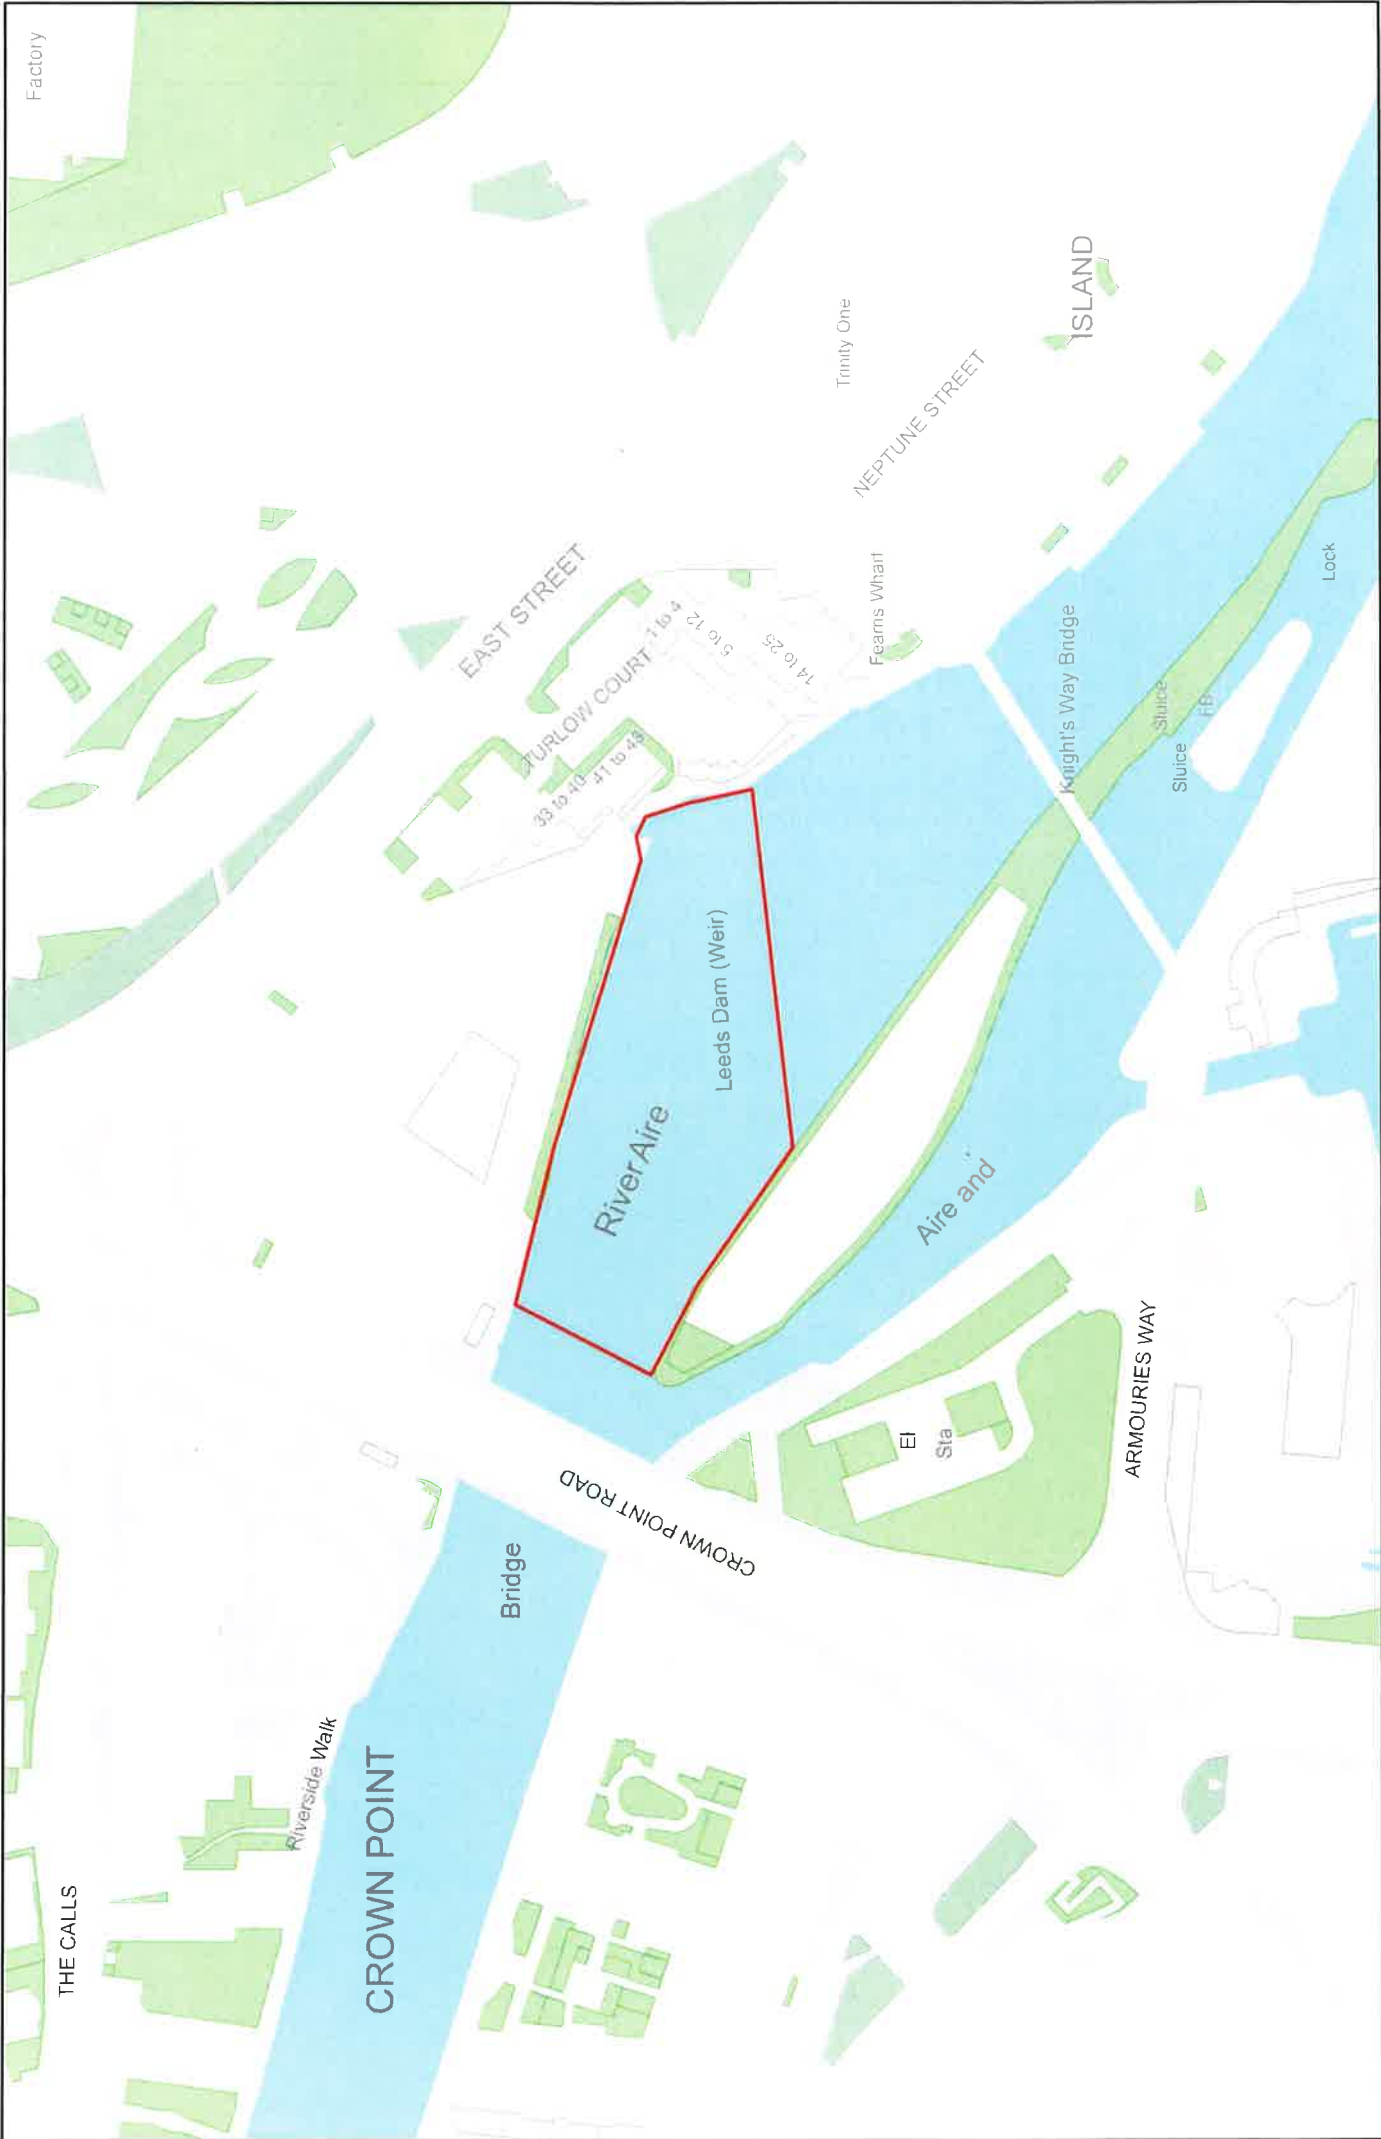 Factory
THE CALLS
Riverside Walk
CROWN POINT
Bridge
CROWN POINT ROAD
EAST STREET
TURLOW COURT
1 to 4
5 to 12
14 to 25
33 to 40
41 to 48
River Aire
Leeds Dam (Weir)
Trinity One
NEPTUNE STREET
Fearns Wharf
ISLAND
Knight's Way Bridge
Sluice
FB
Sluice
Lock
Aire and
El
Sta
ARMOURIES WAY